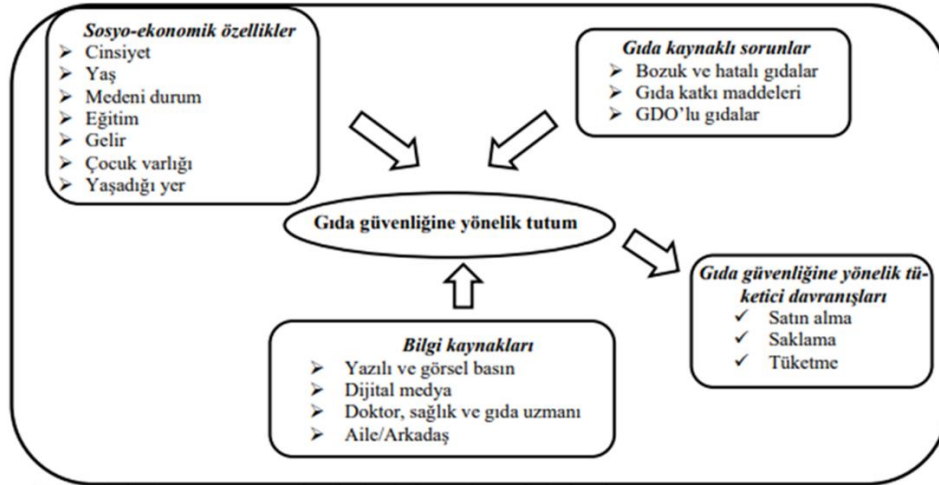 Sosyo-ekonomik özellikler
Cinsiyet
Yaş
Medeni durum
Eğitim
Gelir
Çocuk varlığı
Yaşadığı yer
Gıda kaynaklı sorunlar
Bozuk ve hatalı gıdalar
Gıda katkı maddeleri
GDO'lu gıdalar
Gıda güvenliğine yönelik tutum
Gıda güvenliğine yönelik tü-
ketici davranışları
Satın alma
Saklama
Tüketme
Bilgi kaynakları
Yazılı ve görsel basın
Dijital medya
Doktor, sağlık ve gıda uzmanı
Aile/Arkadaş